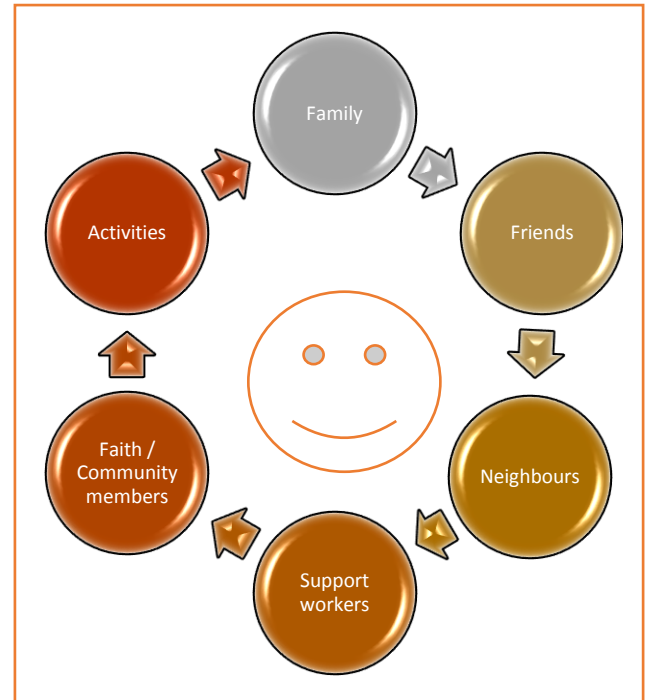 Family
Friends
Neighbours
Support
workers
Faith /
Community
members
Activities